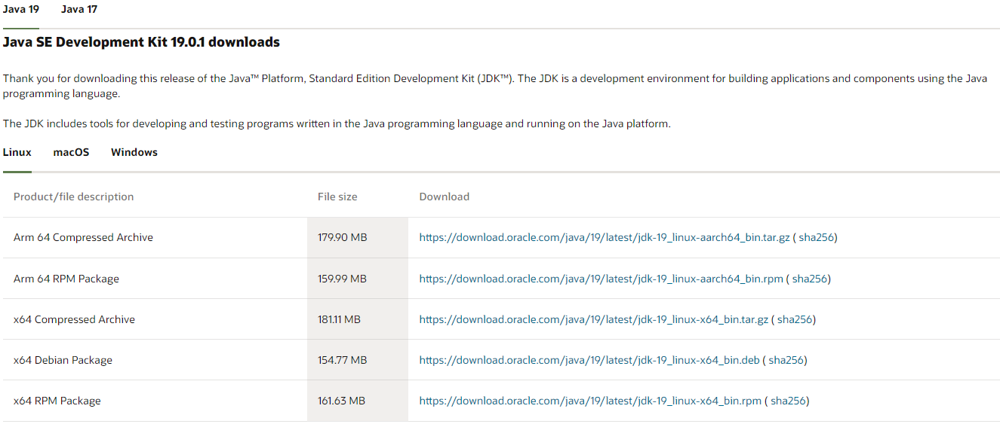 Java 19 Java 17
Java SE Development Kit 19.0.1 downloads
Thank you for downloading this release of the Java™ Platform, Standard Edition Development Kit (JDK™). The JDK is a development environment for building applications and components using the Java
programming language.
The JDK includes tools for developing and testing programs written in the Java programming language and running on the Java platform.
Linux macOS Windows
Product/file description File size Download
Arm 64 Compressed Archive 179.90 MB https://download.oracle.com/java/19/latest/jdk-19_linux-aarch64_bin.tar.gz ( sha256)
Arm 64 RPM Package 159.99 MB https://download.oracle.com/java/19/latest/jdk-19_linux-aarch64_bin.rpm ( sha256)
x64 Compressed Archive 181.11 MB https://download.oracle.com/java/19/latest/jdk-19_linux-x64_bin.tar.gz ( sha256)
x64 Debian Package 154.77 MB https://download.oracle.com/java/19/latest/jdk-19_linux-x64_bin.deb ( sha256)
x64 RPM Package 161.63 MB https://download.oracle.com/java/19/latest/jdk-19_linux-x64_bin.rpm ( sha256)